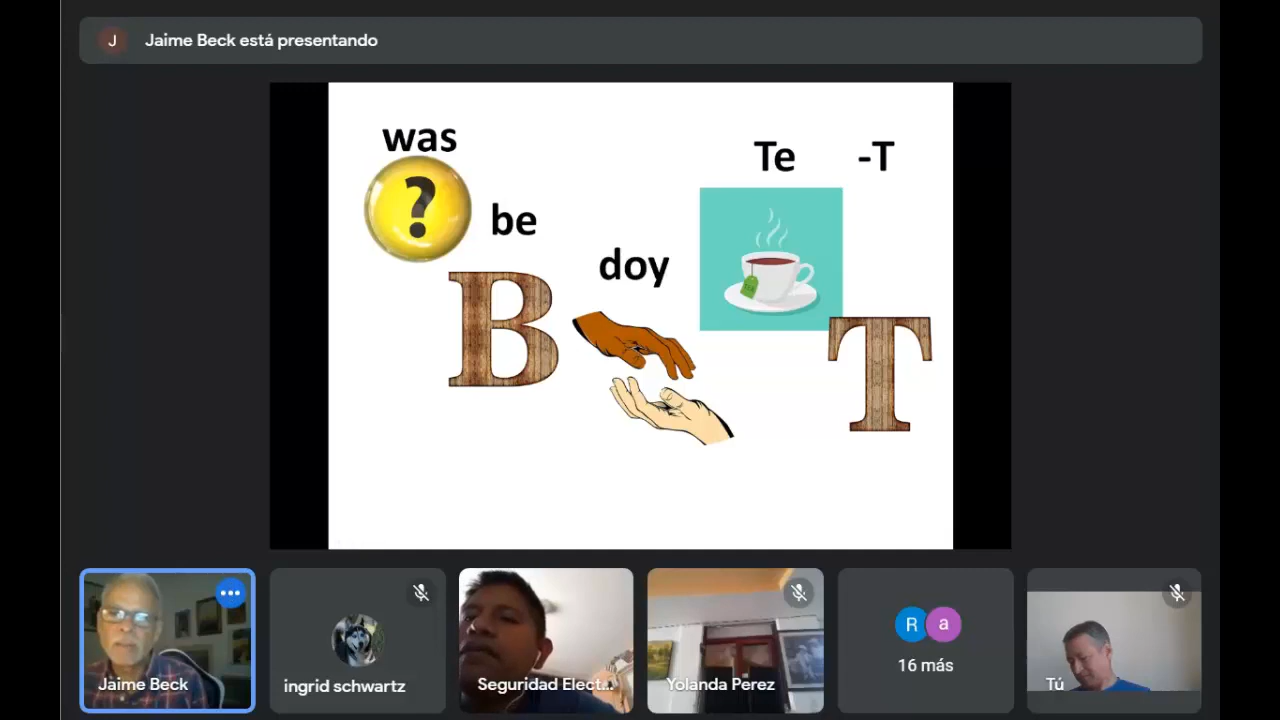 J Jaime Beck está presentando
was
?
be
doy
Te -T
B
T
Jaime Beck
ingrid schwartz
Seguridad Elect...
Yolanda Perez
R a
16 más
Tú